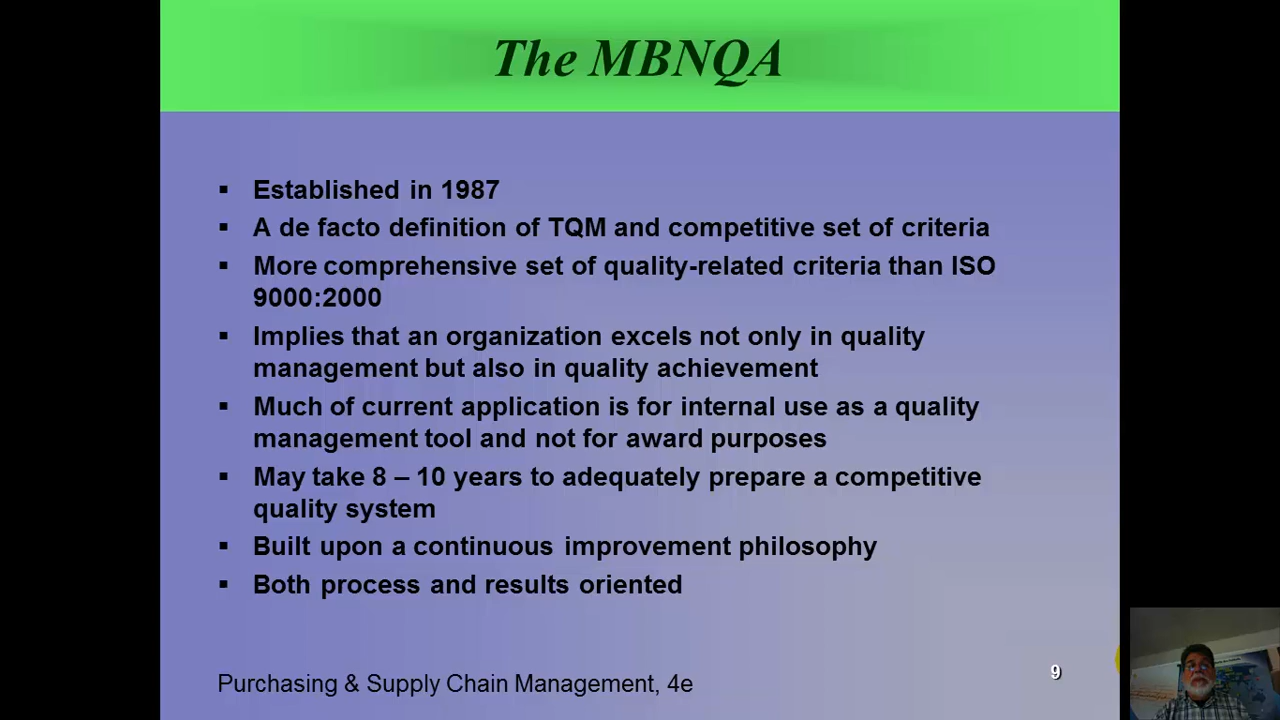 The MBNQA
▪ Established in 1987
▪ A de facto definition of TQM and competitive set of criteria
▪ More comprehensive set of quality-related criteria than ISO
9000:2000
▪ Implies that an organization excels not only in quality
management but also in quality achievement
▪ Much of current application is for internal use as a quality
management tool and not for award purposes
▪ May take 8 – 10 years to adequately prepare a competitive
quality system
▪ Built upon a continuous improvement philosophy
▪ Both process and results oriented
Purchasing & Supply Chain Management, 4e
9